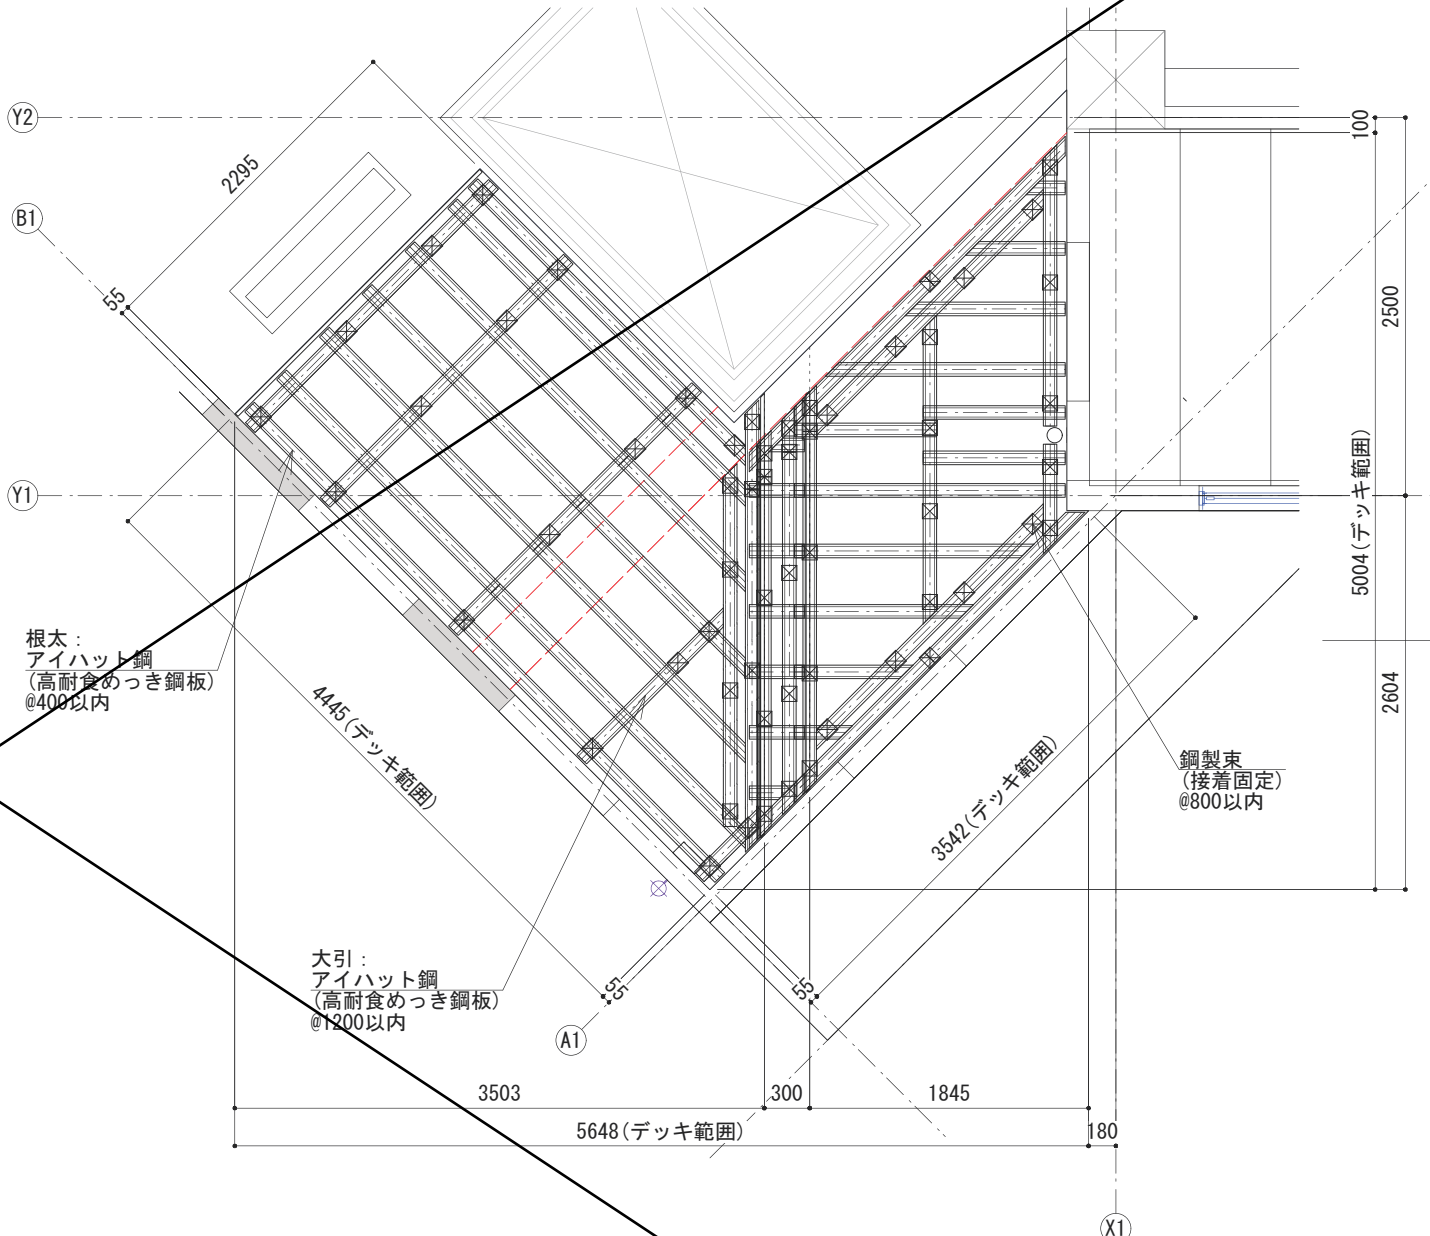 Y2
100
2295
B1
55
2500
Y1
5004(デッキ範囲)
根太：
アイハット鋼
(高耐食めっき鋼板)
@400以内
4445(デッキ範囲)
2604
鋼製束
(接着固定)
@800以内
3542(デッキ範囲)
大引：
アイハット鋼
(高耐食めっき鋼板)
@1200以内
55
55
A1
3503
300
1845
5648(デッキ範囲)
180
X1